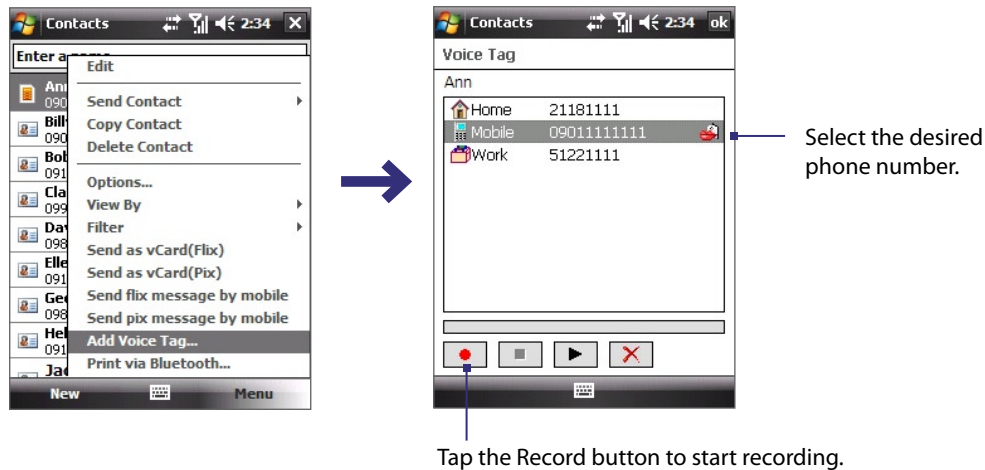 Contacts 2:34
Enter a name
Edit
Send Contact
Copy Contact
Delete Contact
Options...
View By
Filter
Send as vCard(Flix)
Send as vCard(Pix)
Send flix message by mobile
Send pix message by mobile
Add Voice Tag...
Print via Bluetooth...
Ann
090
Bill
090
Bob
091
Cla
099
Da
098
Elle
091
Ge
098
Hel
091
Ja
New Menu
Contacts 2:34 ok
Voice Tag
Ann
Home 21181111
Mobile 09011111111
Work 51221111
Select the desired
phone number.
Tap the Record button to start recording.